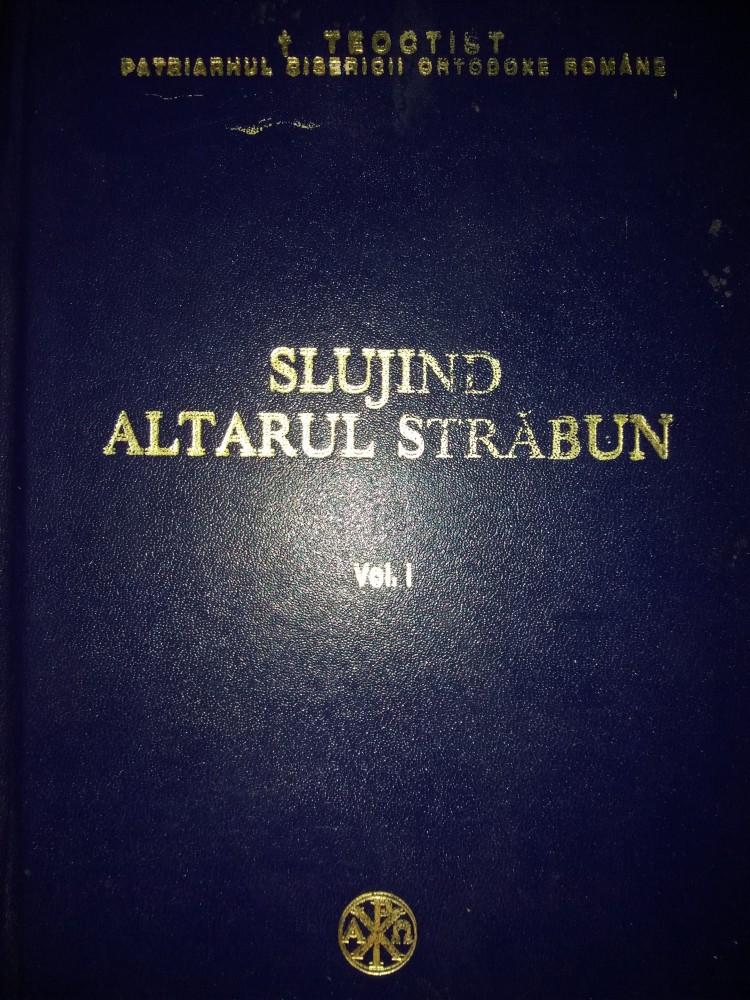 † TEOCTIST
PATRIARHUL BISERICII ORTODOXE ROMÂNE
SLUJIND
ALTARUL STRĂBUN
Vol. I
Α Ρ Ω
Χ